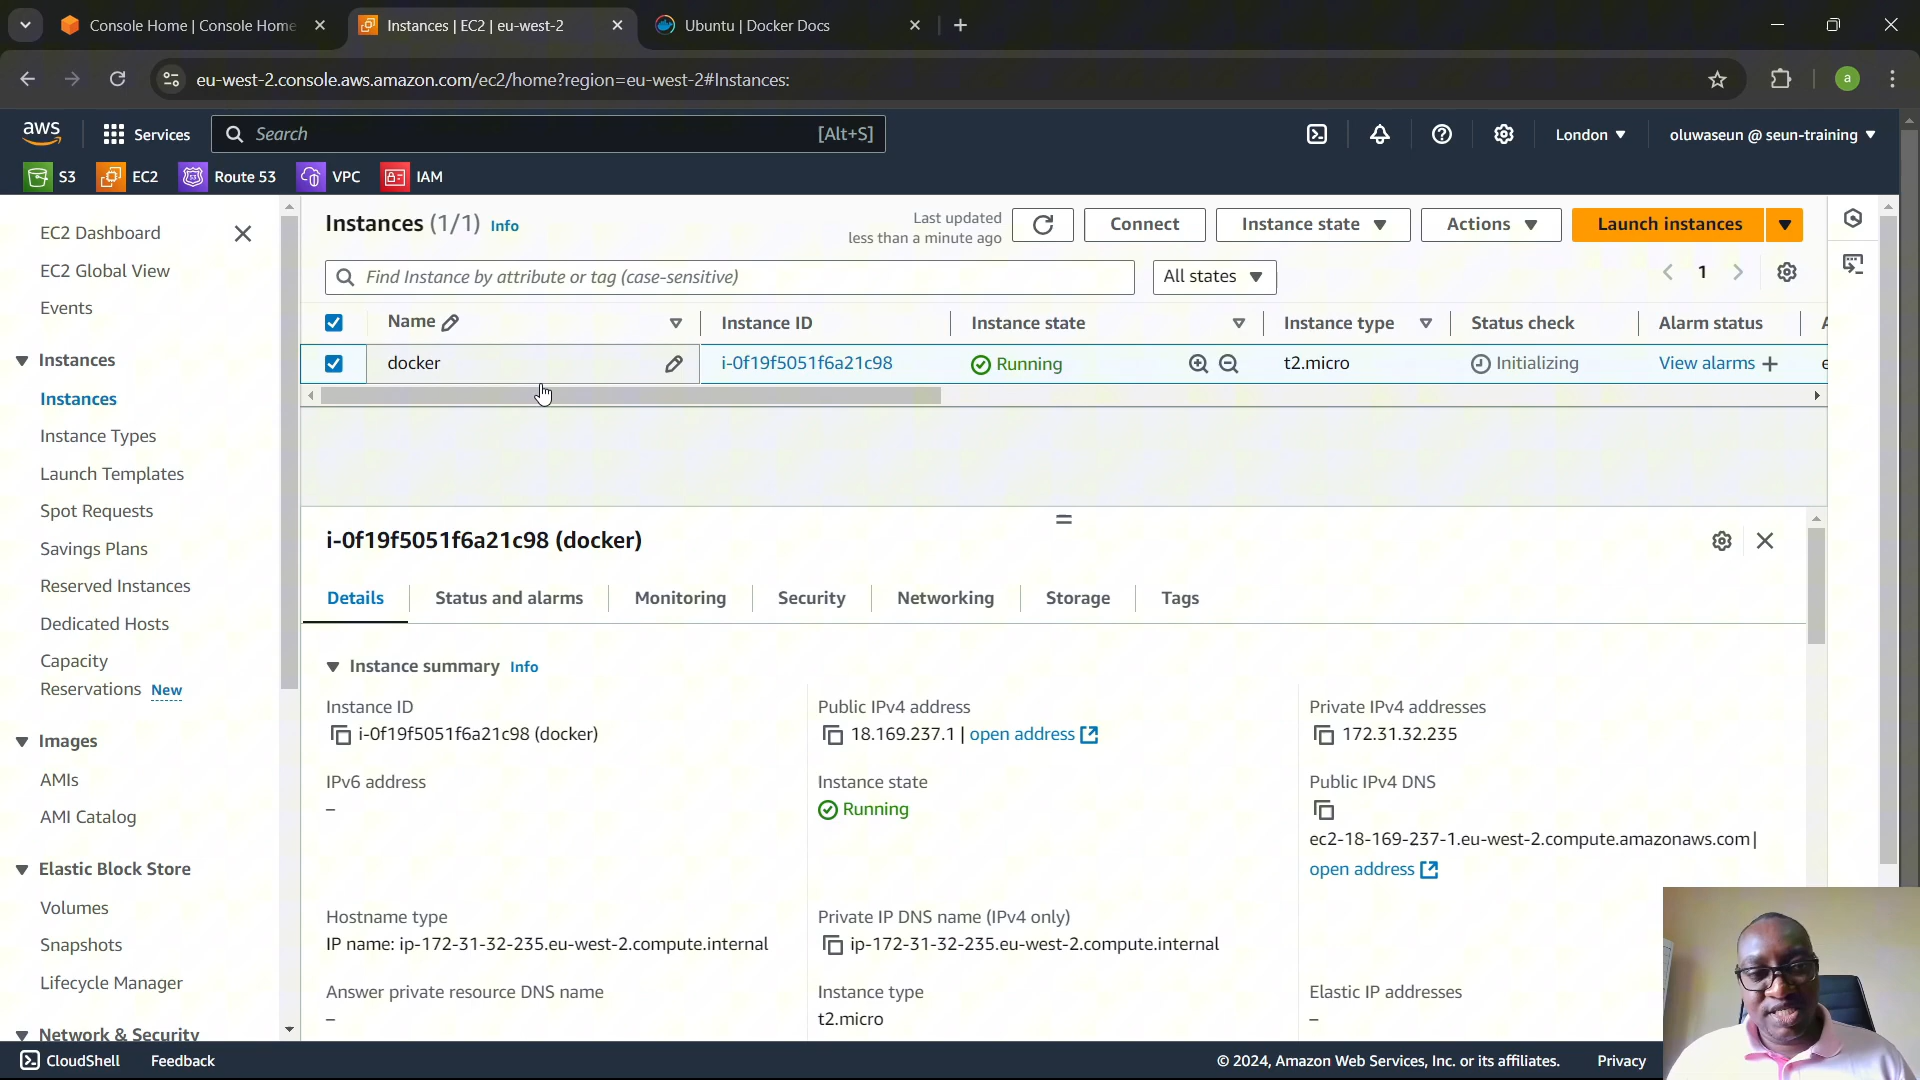 Console Home | Console Home
Instances | EC2 | eu-west-2
Ubuntu | Docker Docs
eu-west-2.console.aws.amazon.com/ec2/home?region=eu-west-2#Instances:
a
aws
Services
Search
[Alt+S]
London
oluwaseun @ seun-training
S3
EC2
Route 53
VPC
IAM
EC2 Dashboard
EC2 Global View
Events
Instances
Instances
Instance Types
Launch Templates
Spot Requests
Savings Plans
Reserved Instances
Dedicated Hosts
Capacity
Reservations New
Images
AMIs
AMI Catalog
Elastic Block Store
Volumes
Snapshots
Lifecycle Manager
Network & Security
Instances (1/1) Info
Last updated
less than a minute ago
Connect
Instance state
Actions
Launch instances
Find Instance by attribute or tag (case-sensitive)
All states
1
Name
Instance ID
Instance state
Instance type
Status check
Alarm status
docker
i-0f19f5051f6a21c98
Running
t2.micro
Initializing
View alarms +
i-0f19f5051f6a21c98 (docker)
Details
Status and alarms
Monitoring
Security
Networking
Storage
Tags
Instance summary Info
Instance ID
i-0f19f5051f6a21c98 (docker)
Public IPv4 address
18.169.237.1 | open address
Private IPv4 addresses
172.31.32.235
IPv6 address
–
Instance state
Running
Public IPv4 DNS
ec2-18-169-237-1.eu-west-2.compute.amazonaws.com |
open address
Hostname type
IP name: ip-172-31-32-235.eu-west-2.compute.internal
Private IP DNS name (IPv4 only)
ip-172-31-32-235.eu-west-2.compute.internal
Answer private resource DNS name
–
Instance type
t2.micro
Elastic IP addresses
–
CloudShell
Feedback
© 2024, Amazon Web Services, Inc. or its affiliates.
Privacy